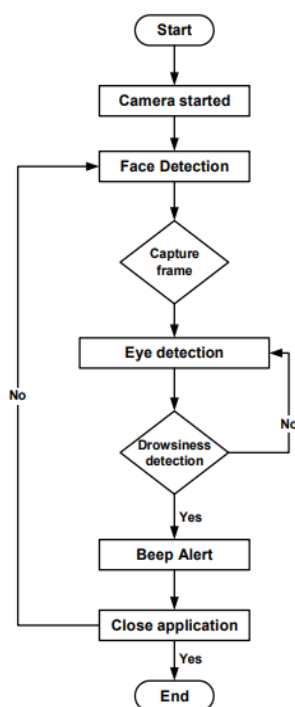 Start
Camera started
Face Detection
Capture
frame
Eye detection
No
No
Drowsiness
detection
Yes
Beep Alert
Close application
Yes
End